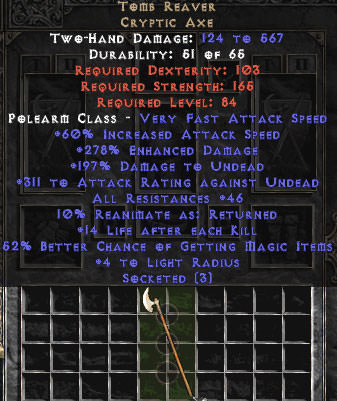 Tomb Reaver
Cryptic Axe
Two-Hand Damage: 124 to 567
Durability: 51 of 65
Required Dexterity: 103
Required Strength: 165
Required Level: 84
Polearm Class - Very Fast Attack Speed
+60% Increased Attack Speed
+278% Enhanced Damage
+197% Damage to Undead
+311 to Attack Rating against Undead
All Resistances +46
10% Reanimate as: Returned
+14 Life after each Kill
52% Better Chance of Getting Magic Items
+4 to Light Radius
Socketed (3)